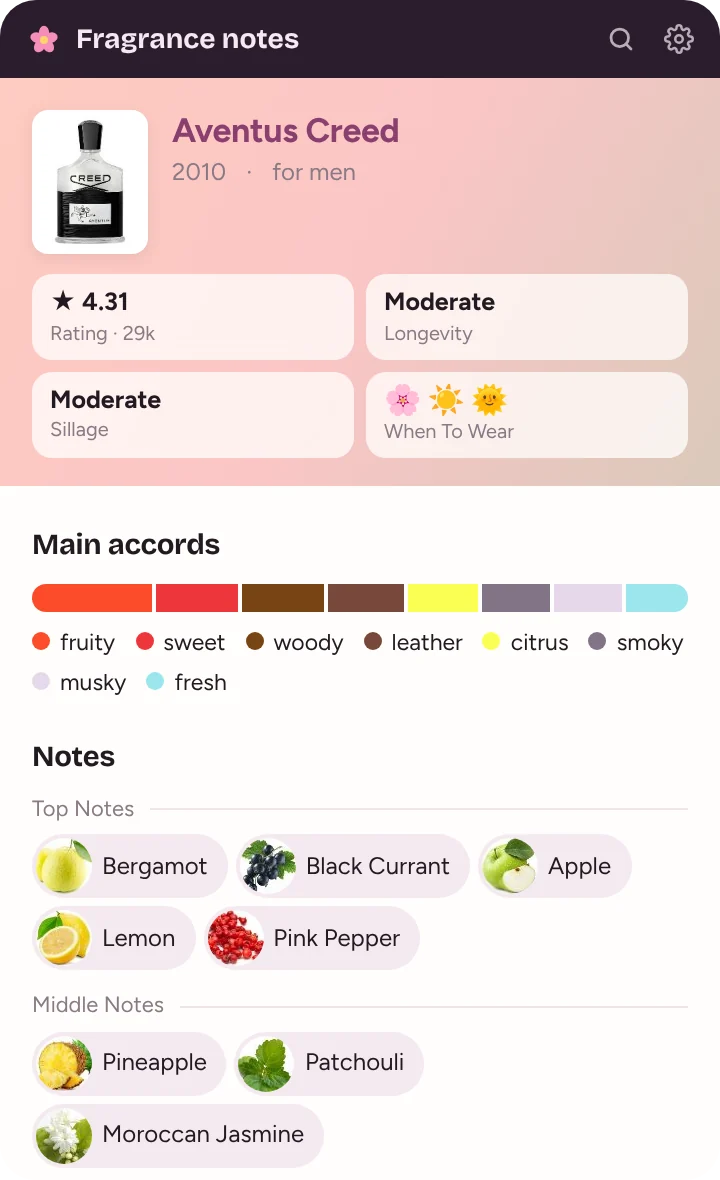 Fragrance notes
CREED
AVENTUS
Aventus Creed
2010 · for men
★ 4.31
Rating · 29k
Moderate
Longevity
Moderate
Sillage
When To Wear
Main accords
fruity sweet woody leather citrus smoky
musky fresh
Notes
Top Notes
Bergamot Black Currant Apple
Lemon Pink Pepper
Middle Notes
Pineapple Patchouli
Moroccan Jasmine